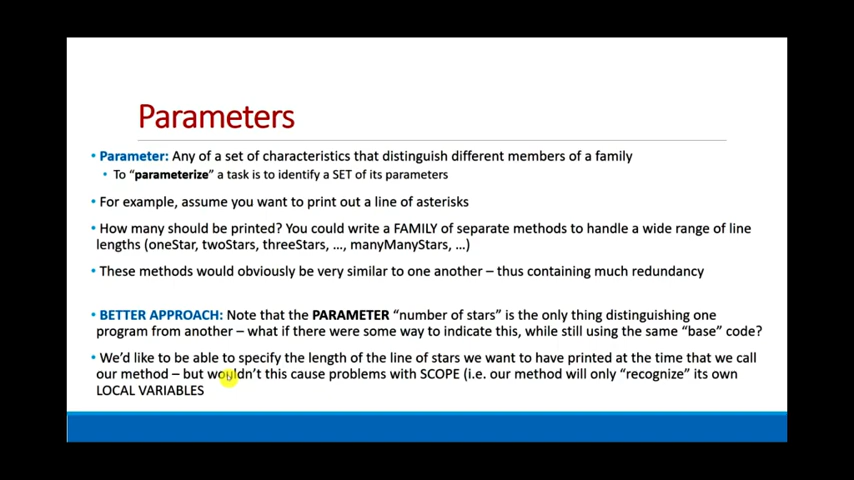 Parameters
• Parameter: Any of a set of characteristics that distinguish different members of a family
• To "parameterize" a task is to identify a SET of its parameters
• For example, assume you want to print out a line of asterisks
• How many should be printed? You could write a FAMILY of separate methods to handle a wide range of line
lengths (oneStar, twoStars, threeStars, …, manyManyStars, …)
• These methods would obviously be very similar to one another – thus containing much redundancy
• BETTER APPROACH: Note that the PARAMETER "number of stars" is the only thing distinguishing one
program from another – what if there were some way to indicate this, while still using the same "base" code?
• We'd like to be able to specify the length of the line of stars we want to have printed at the time that we call
our method – but wouldn't this cause problems with SCOPE (i.e. our method will only "recognize" its own
LOCAL VARIABLES